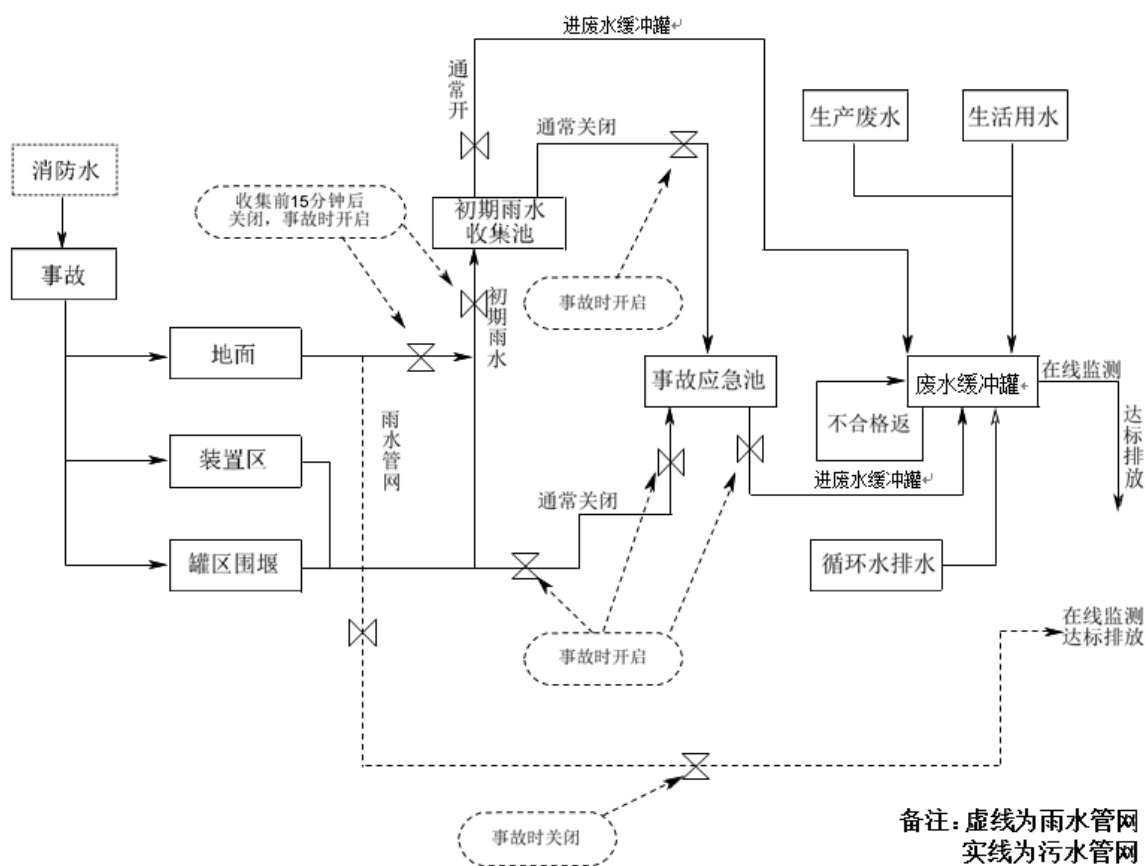 进废水缓冲罐↵
通常开
通常关闭
生产废水
生活用水
消防水
收集前15分钟后
关闭，事故时开启
初期雨水
收集池
事故
事故时开启
初期雨水
地面
事故应急池
废水缓冲罐↵
在线监测
达标排放
不合格返
雨水管网
装置区
进废水缓冲罐↵
通常关闭
罐区围堰
循环水排水
在线监测
达标排放
事故时开启
事故时关闭
备注：虚线为雨水管网
实线为污水管网